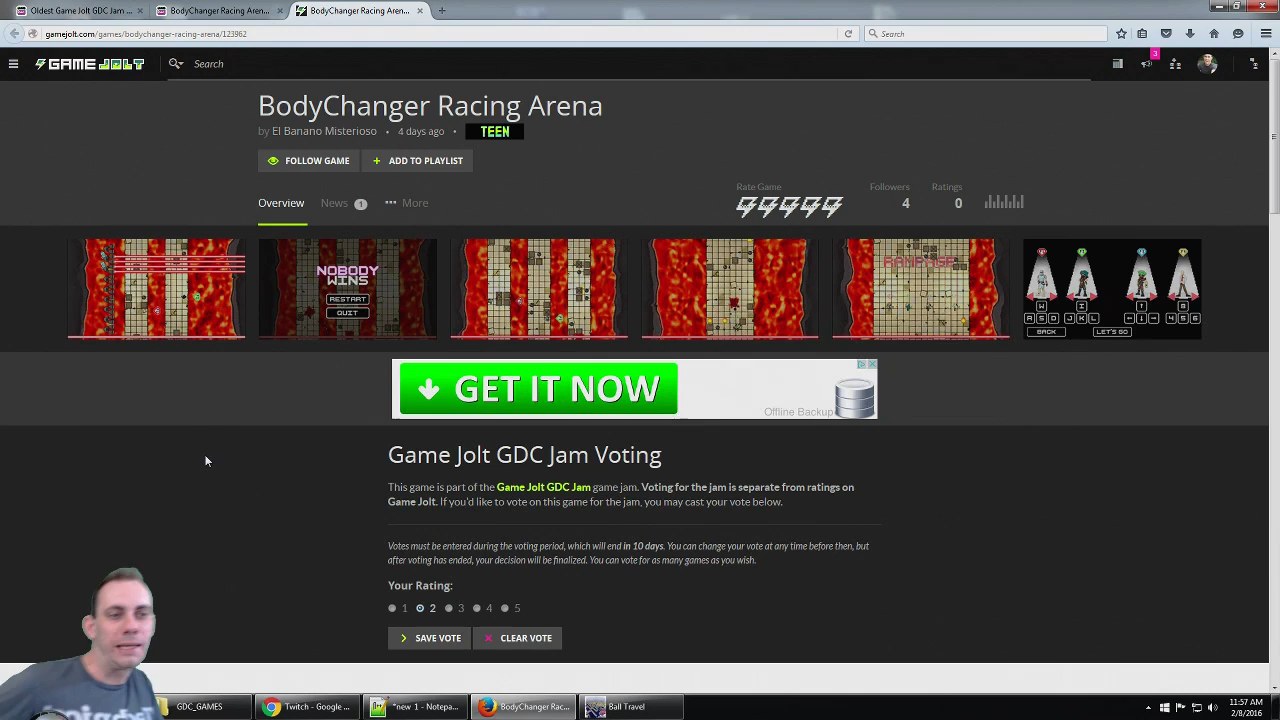 Oldest Game Jolt GDC Jam ... × BodyChanger Racing Aren... × BodyChanger Racing Aren... × +
gamejolt.com/games/bodychanger-racing-arena/123962 Search
GAME JOLT Search 3
BodyChanger Racing Arena
by El Banano Misterioso • 4 days ago • TEEN
FOLLOW GAME + ADD TO PLAYLIST
Rate Game Followers Ratings
Overview News 1 ••• More 4 0
NOBODY
WINS
RESTART
QUIT
RAMPAGE
W I ↑ 8
A S D J K L ← ↓ → 4 5 6
BACK LET'S GO
GET IT NOW
Offline Backup
Game Jolt GDC Jam Voting
This game is part of the Game Jolt GDC Jam game jam. Voting for the jam is separate from ratings on
Game Jolt. If you'd like to vote on this game for the jam, you may cast your vote below.
Votes must be entered during the voting period, which will end in 10 days. You can change your vote at any time before then, but
after voting has ended, your decision will be finalized. You can vote for as many games as you wish.
Your Rating:
1 2 3 4 5
SAVE VOTE × CLEAR VOTE
GDC_GAMES Twitch - Google ... *new 1 - Notepa... BodyChanger Rac... Ball Travel
11:57 AM
2/8/2016